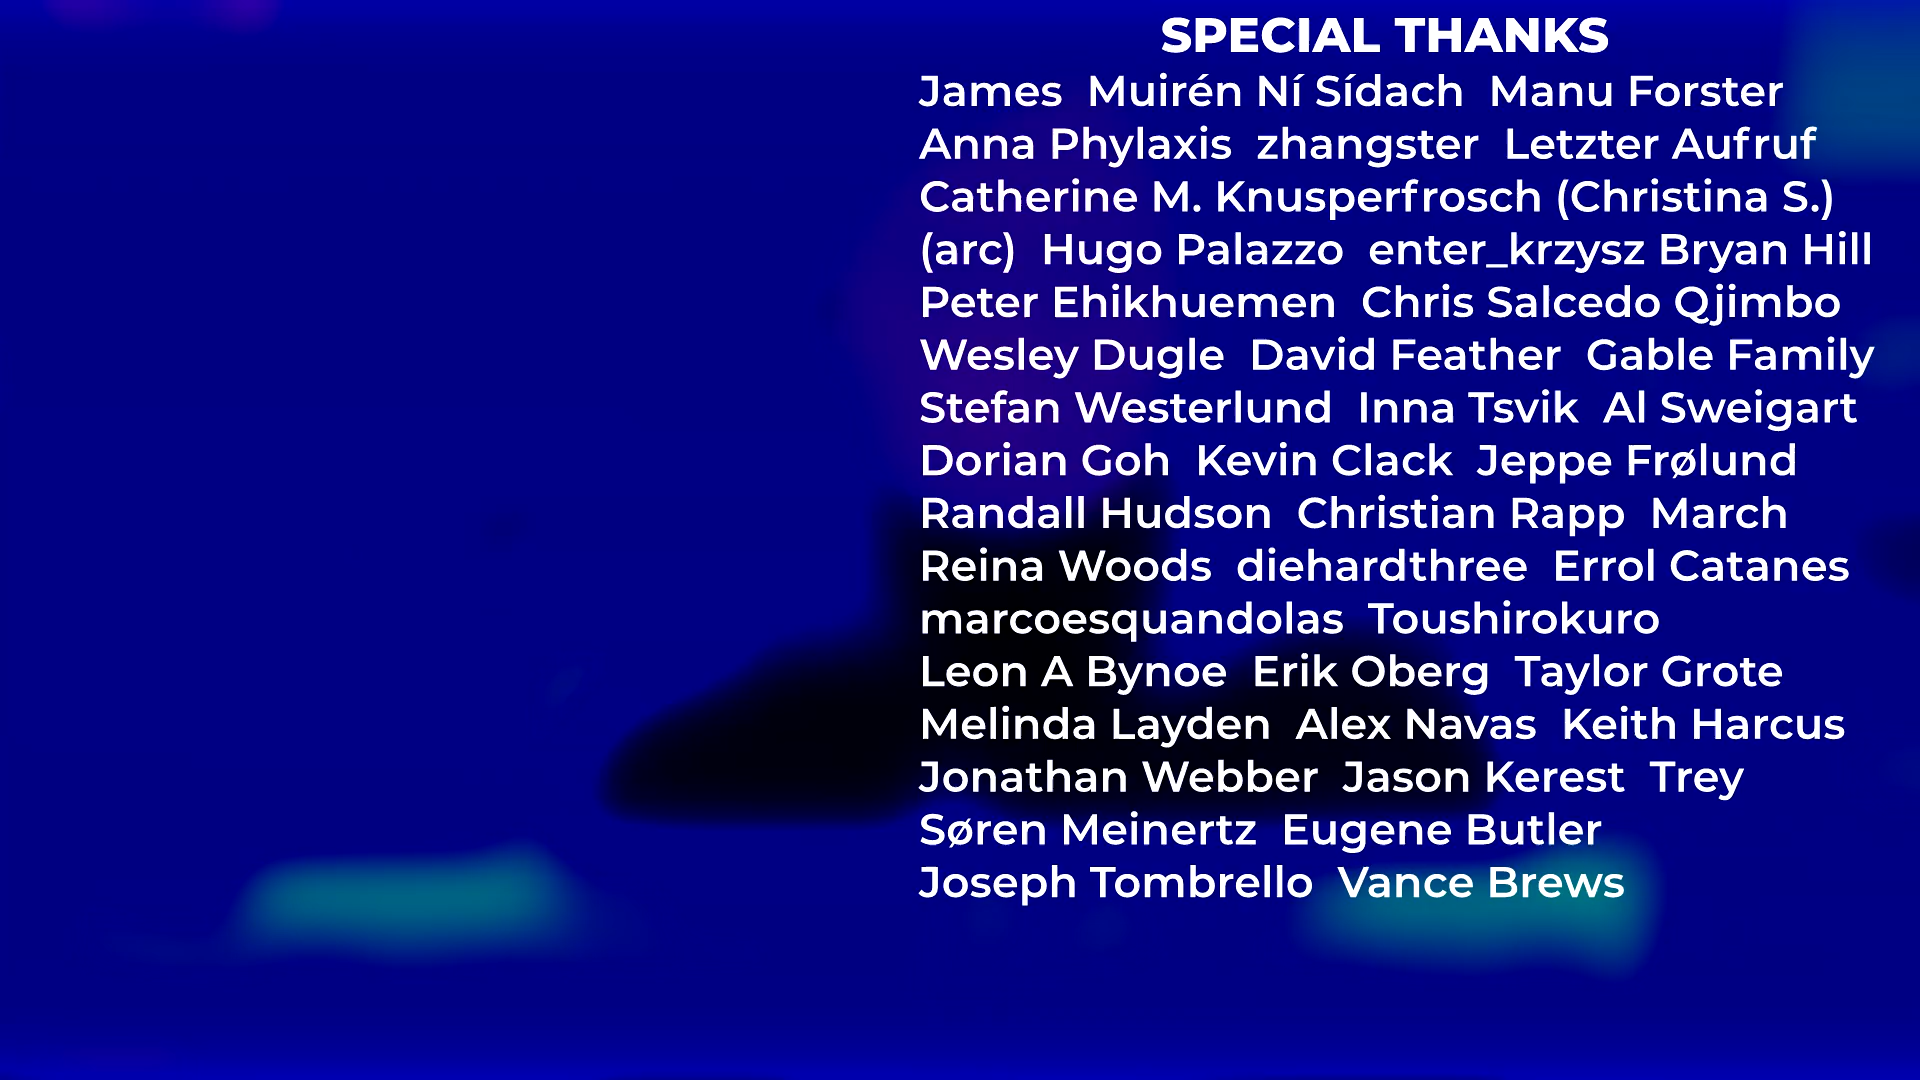 SPECIAL THANKS
James  Muirén Ní Sídach  Manu Forster
Anna Phylaxis  zhangster  Letzter Aufruf
Catherine M. Knusperfrosch (Christina S.)
(arc)  Hugo Palazzo  enter_krzysz Bryan Hill
Peter Ehikhuemen  Chris Salcedo Qjimbo
Wesley Dugle  David Feather  Gable Family
Stefan Westerlund  Inna Tsvik  Al Sweigart
Dorian Goh  Kevin Clack  Jeppe Frølund
Randall Hudson  Christian Rapp  March
Reina Woods  diehardthree  Errol Catanes
marcoesquandolas  Toushirokuro
Leon A Bynoe  Erik Oberg  Taylor Grote
Melinda Layden  Alex Navas  Keith Harcus
Jonathan Webber  Jason Kerest  Trey
Søren Meinertz  Eugene Butler
Joseph Tombrello  Vance Brews